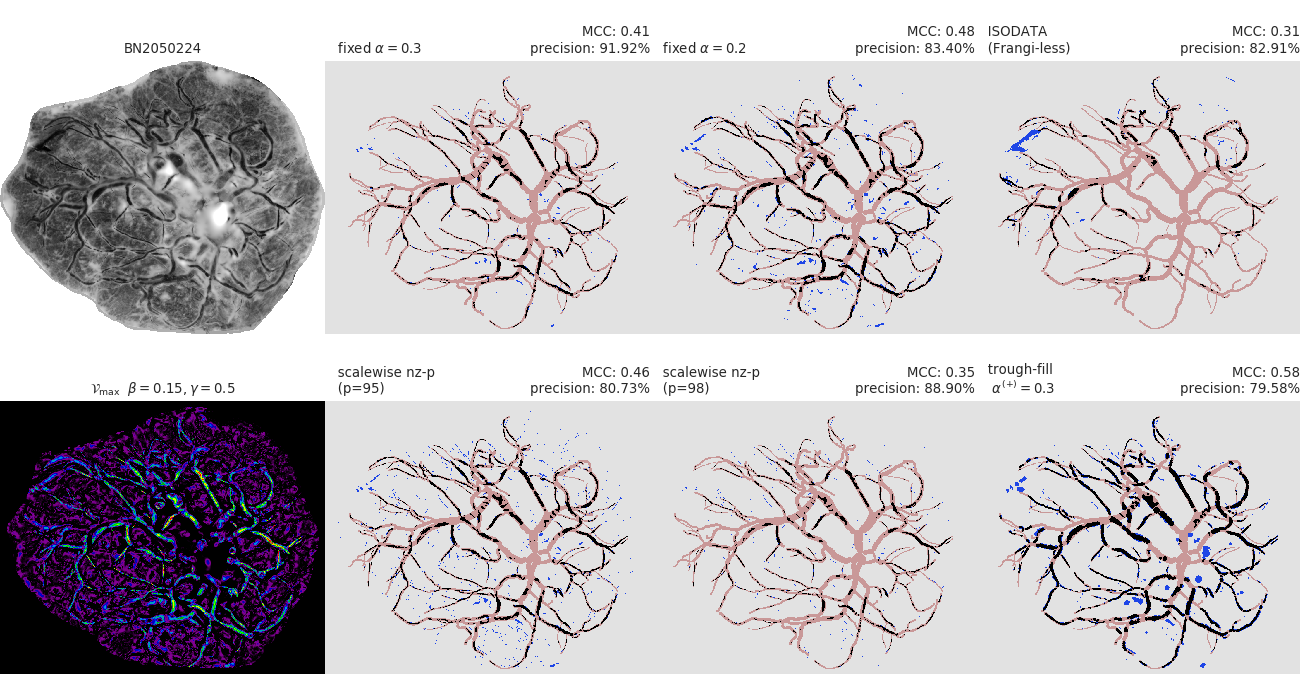 BN2050224
fixed α = 0.3
MCC: 0.41
precision: 91.92%
fixed α = 0.2
MCC: 0.48
precision: 83.40%
ISODATA
(Frangi-less)
MCC: 0.31
precision: 82.91%
𝒱max β = 0.15, γ = 0.5
scalewise nz-p
(p=95)
MCC: 0.46
precision: 80.73%
scalewise nz-p
(p=98)
MCC: 0.35
precision: 88.90%
trough-fill
α(+) = 0.3
MCC: 0.58
precision: 79.58%